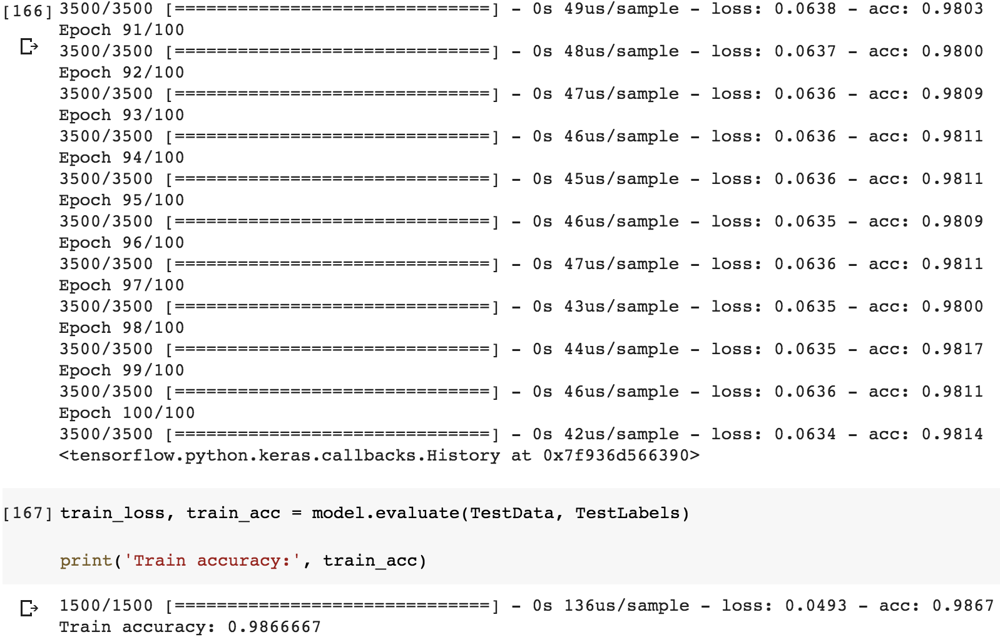 [166] 3500/3500 [==============================] - 0s 49us/sample - loss: 0.0638 - acc: 0.9803
Epoch 91/100
3500/3500 [==============================] - 0s 48us/sample - loss: 0.0637 - acc: 0.9800
Epoch 92/100
3500/3500 [==============================] - 0s 47us/sample - loss: 0.0636 - acc: 0.9809
Epoch 93/100
3500/3500 [==============================] - 0s 46us/sample - loss: 0.0636 - acc: 0.9811
Epoch 94/100
3500/3500 [==============================] - 0s 45us/sample - loss: 0.0636 - acc: 0.9811
Epoch 95/100
3500/3500 [==============================] - 0s 46us/sample - loss: 0.0635 - acc: 0.9809
Epoch 96/100
3500/3500 [==============================] - 0s 47us/sample - loss: 0.0636 - acc: 0.9811
Epoch 97/100
3500/3500 [==============================] - 0s 43us/sample - loss: 0.0635 - acc: 0.9800
Epoch 98/100
3500/3500 [==============================] - 0s 44us/sample - loss: 0.0635 - acc: 0.9817
Epoch 99/100
3500/3500 [==============================] - 0s 46us/sample - loss: 0.0636 - acc: 0.9811
Epoch 100/100
3500/3500 [==============================] - 0s 42us/sample - loss: 0.0634 - acc: 0.9814
<tensorflow.python.keras.callbacks.History at 0x7f936d566390>
[167] train_loss, train_acc = model.evaluate(TestData, TestLabels)
print('Train accuracy:', train_acc)
1500/1500 [==============================] - 0s 136us/sample - loss: 0.0493 - acc: 0.9867
Train accuracy: 0.9866667